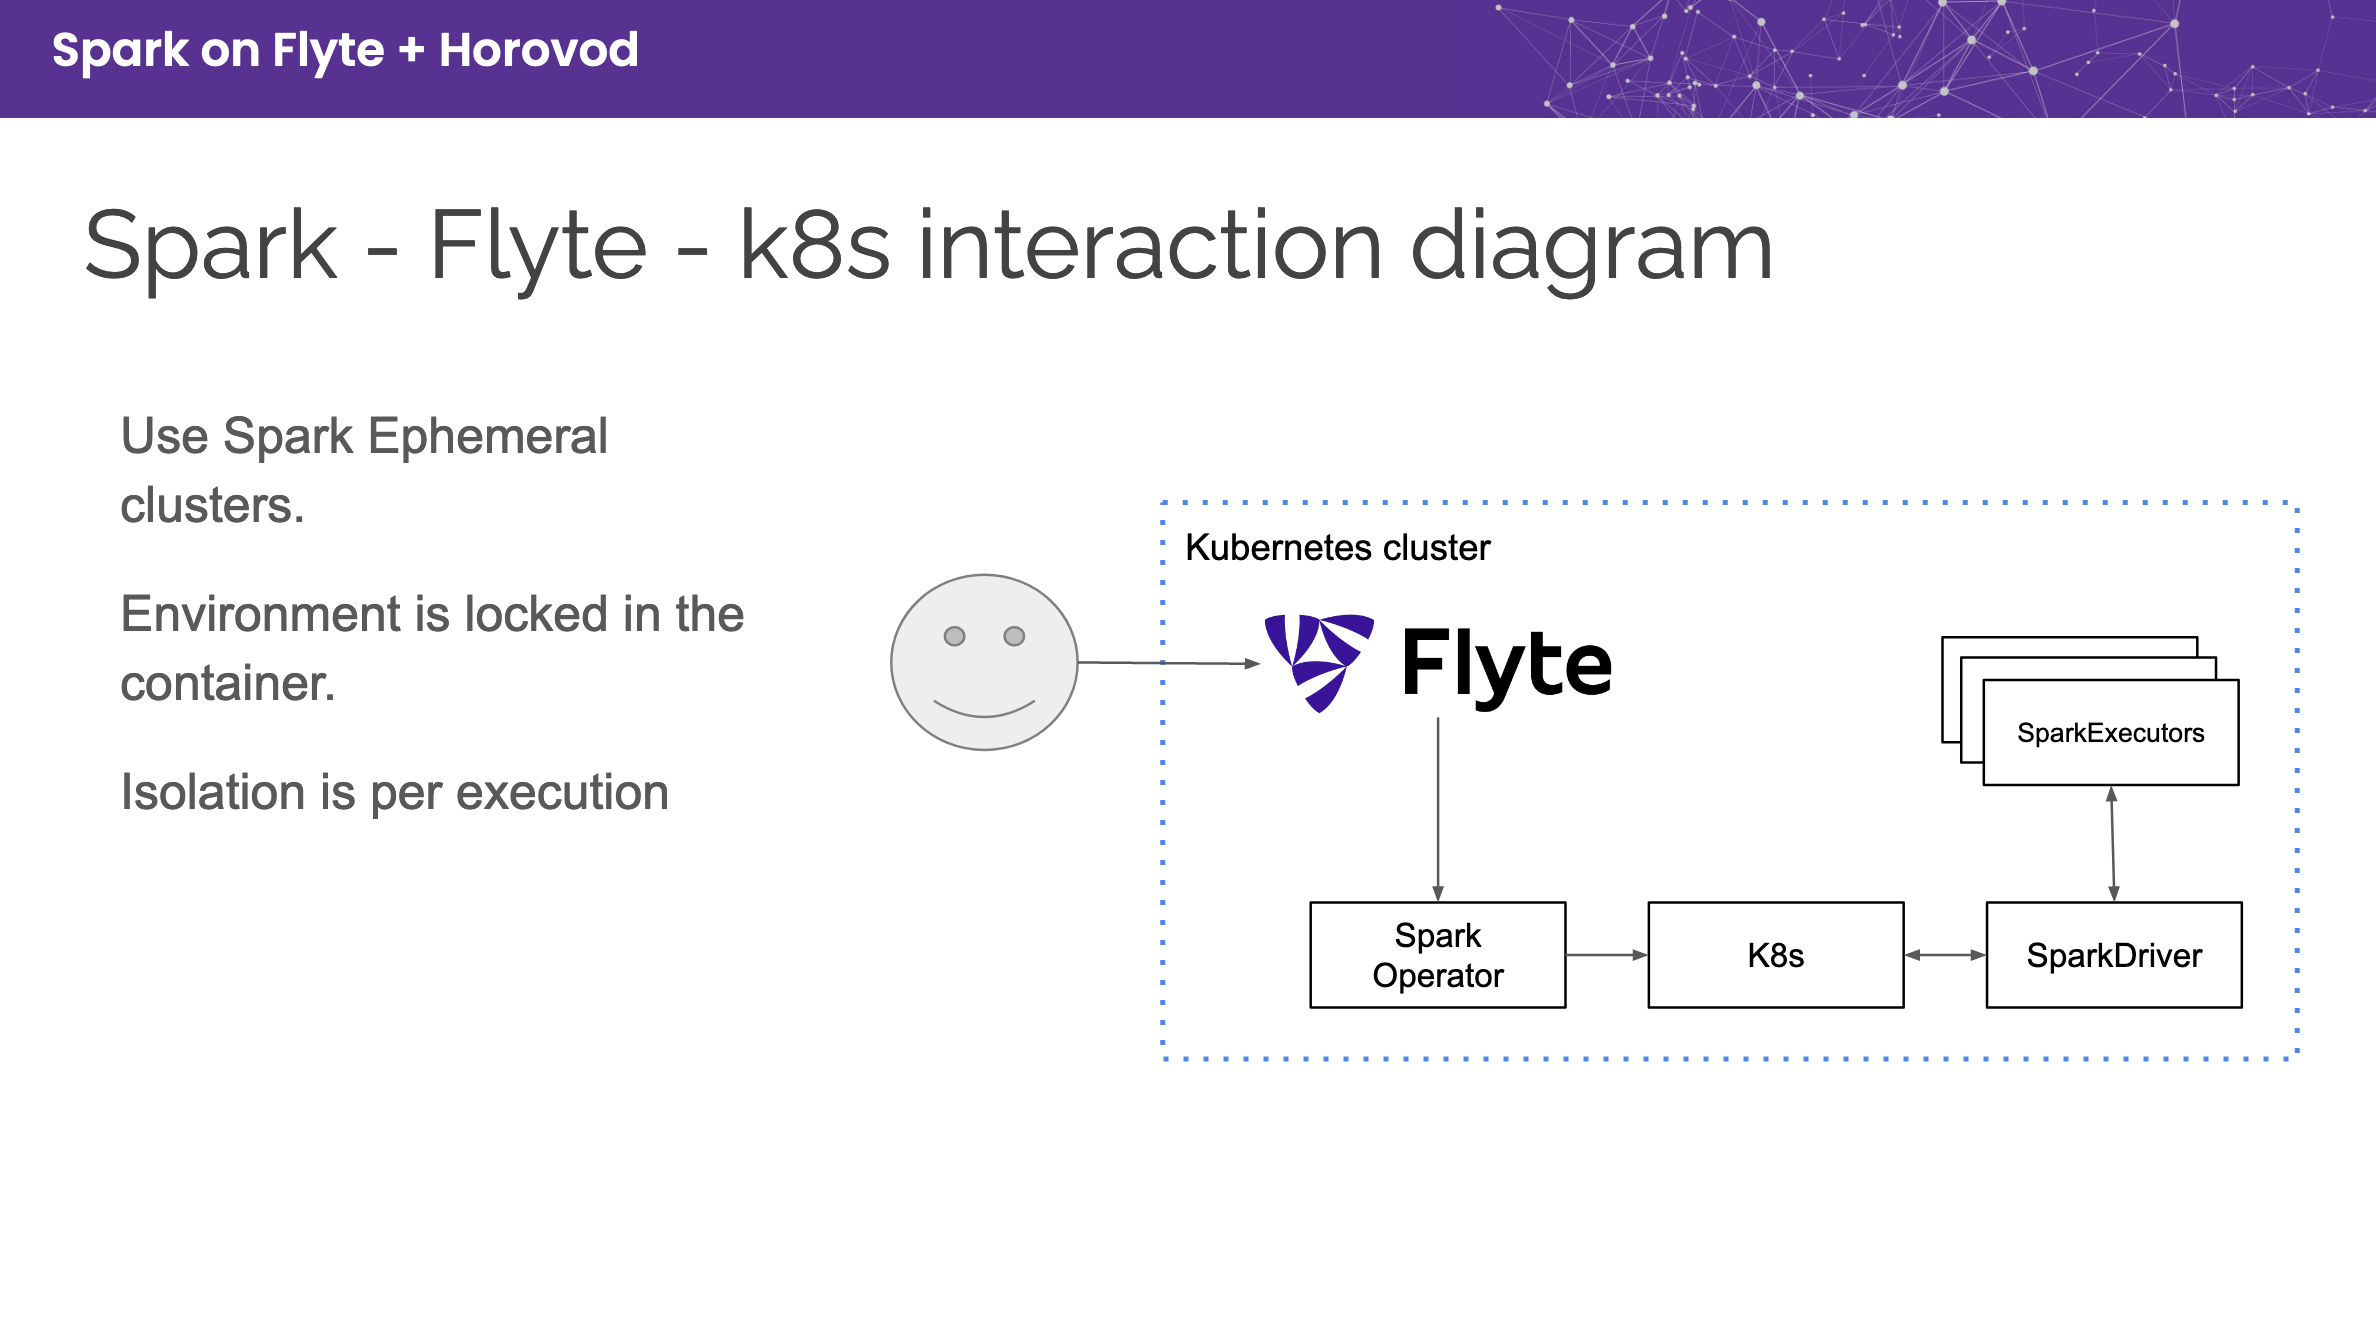 Spark on Flyte + Horovod
Spark - Flyte - k8s interaction diagram
Use Spark Ephemeral
clusters.
Environment is locked in the
container.
Isolation is per execution
Kubernetes cluster
Flyte
SparkExecutors
Spark
Operator
K8s
SparkDriver